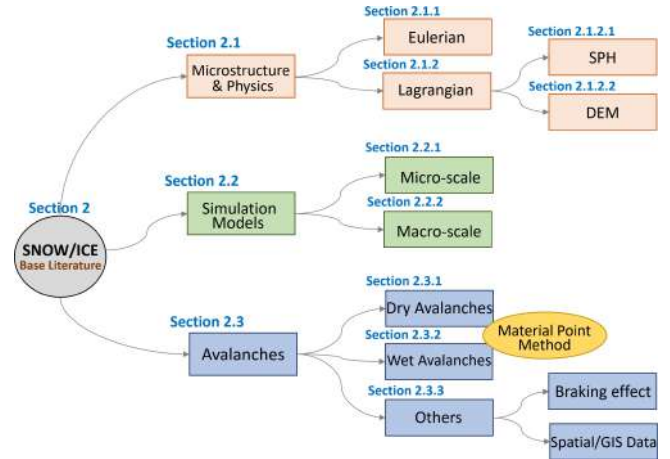 Section 2.1.1
Eulerian
Section 2.1
Microstructure
& Physics
Section 2.1.2
Lagrangian
Section 2.1.2.1
SPH
Section 2.1.2.2
DEM
Section 2
SNOW/ICE
Base Literature
Section 2.2
Simulation
Models
Section 2.2.1
Micro-scale
Section 2.2.2
Macro-scale
Section 2.3
Avalanches
Section 2.3.1
Dry Avalanches
Section 2.3.2
Wet Avalanches
Material Point
Method
Section 2.3.3
Others
Braking effect
Spatial/GIS Data